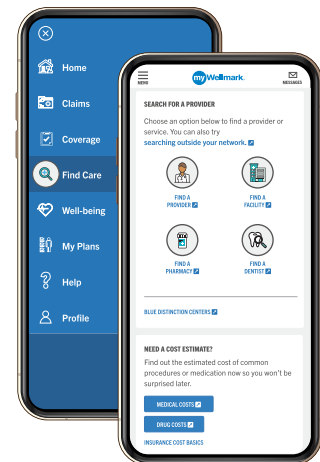 Home
Claims
Coverage
Find Care
Well-being
My Plans
Help
Profile
MENU
myWellmark.
MESSAGES
SEARCH FOR A PROVIDER
Choose an option below to find a provider or
service. You can also try
searching outside your network.
FIND A
PROVIDER
FIND A
FACILITY
FIND A
PHARMACY
FIND A
DENTIST
BLUE DISTINCTION CENTERS
NEED A COST ESTIMATE?
Find out the estimated cost of common
procedures or medication now so you won't be
surprised later.
MEDICAL COSTS
DRUG COSTS
INSURANCE COST BASICS